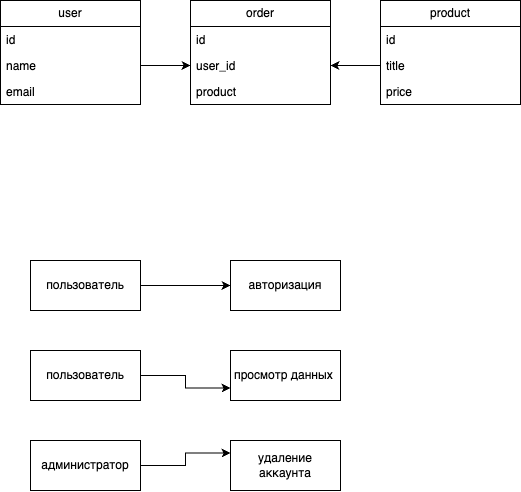 user
order
product
id
id
id
name
user_id
title
email
product
price
пользователь
авторизация
пользователь
просмотр данных
администратор
удаление
аккаунта